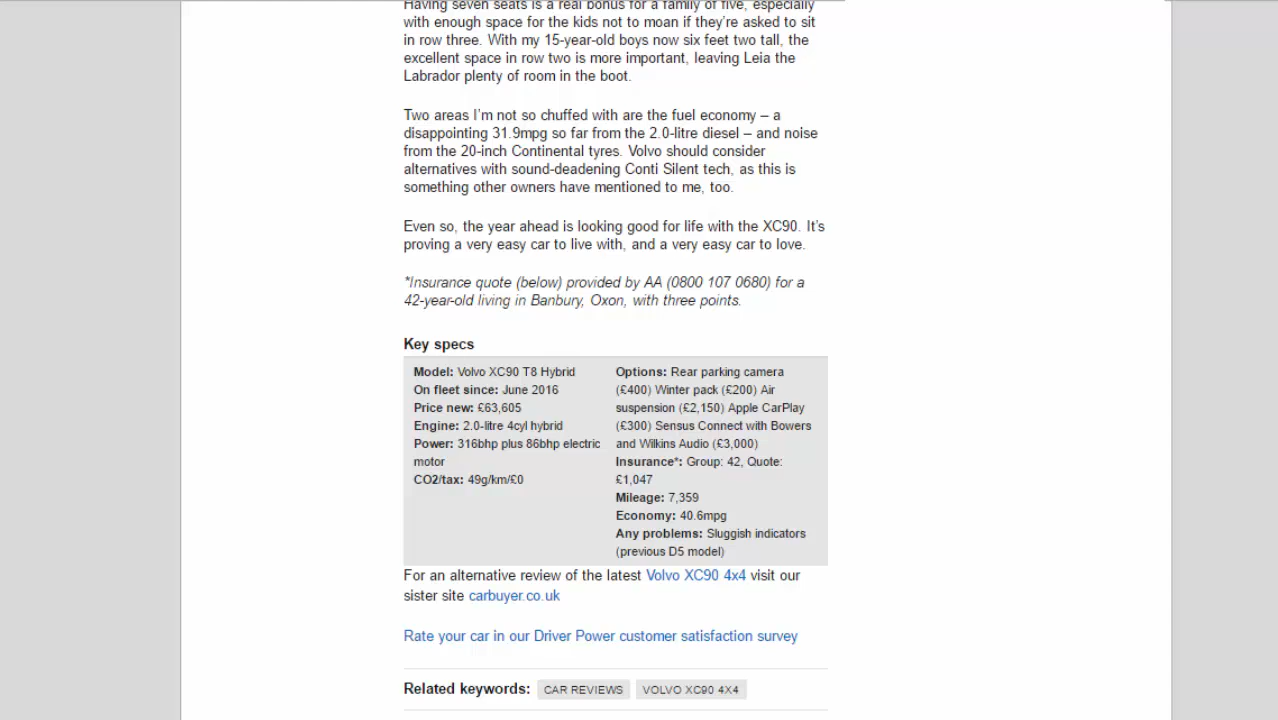 Having seven seats is a real bonus for a family of five, especially
with enough space for the kids not to moan if they're asked to sit
in row three. With my 15-year-old boys now six feet two tall, the
excellent space in row two is more important, leaving Leia the
Labrador plenty of room in the boot.
Two areas I'm not so chuffed with are the fuel economy – a
disappointing 31.9mpg so far from the 2.0-litre diesel – and noise
from the 20-inch Continental tyres. Volvo should consider
alternatives with sound-deadening Conti Silent tech, as this is
something other owners have mentioned to me, too.
Even so, the year ahead is looking good for life with the XC90. It's
proving a very easy car to live with, and a very easy car to love.
*Insurance quote (below) provided by AA (0800 107 0680) for a
42-year-old living in Banbury, Oxon, with three points.
Key specs
Model: Volvo XC90 T8 Hybrid
On fleet since: June 2016
Price new: £63,605
Engine: 2.0-litre 4cyl hybrid
Power: 316bhp plus 86bhp electric
motor
CO2/tax: 49g/km/£0
Options: Rear parking camera
(£400) Winter pack (£200) Air
suspension (£2,150) Apple CarPlay
(£300) Sensus Connect with Bowers
and Wilkins Audio (£3,000)
Insurance*: Group: 42, Quote:
£1,047
Mileage: 7,359
Economy: 40.6mpg
Any problems: Sluggish indicators
(previous D5 model)
For an alternative review of the latest Volvo XC90 4x4 visit our
sister site carbuyer.co.uk
Rate your car in our Driver Power customer satisfaction survey
Related keywords: CAR REVIEWS VOLVO XC90 4X4